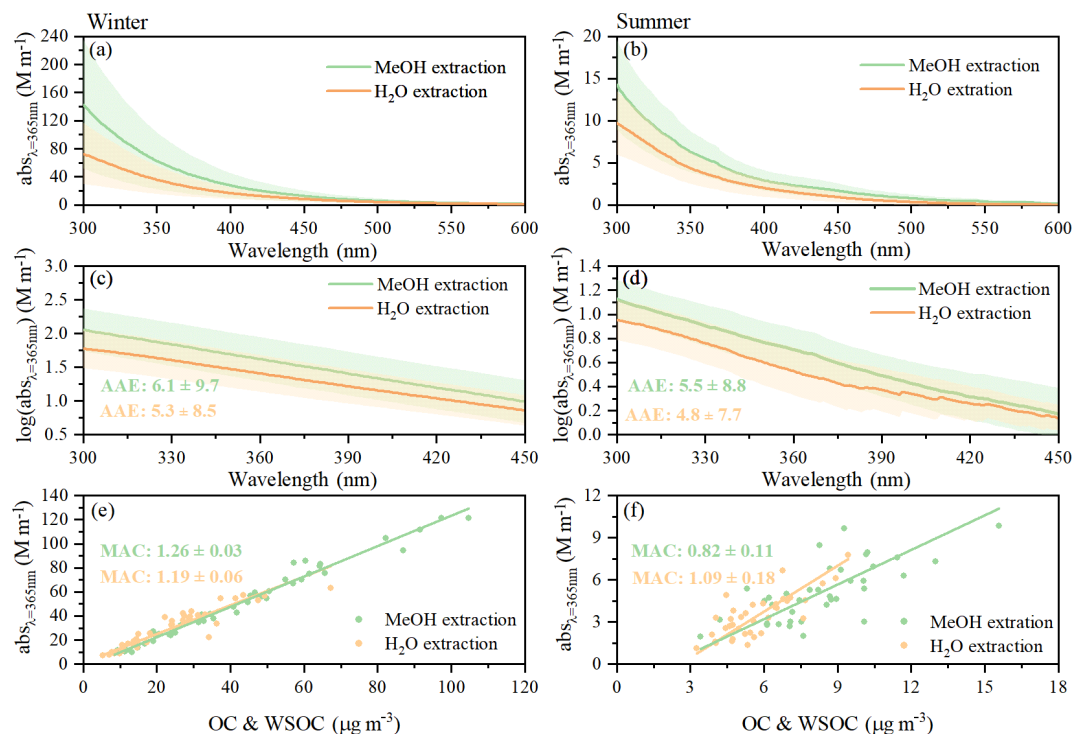 Winter
Summer
(a)
MeOH extraction
H₂O extraction
abs_λ=365nm (M m⁻¹)
240
200
160
120
80
40
0
300 350 400 450 500 550 600
Wavelength (nm)
(b)
MeOH extraction
H₂O extration
abs_λ=365nm (M m⁻¹)
20
15
10
5
0
300 350 400 450 500 550 600
Wavelength (nm)
(c)
MeOH extraction
H₂O extraction
AAE: 6.1 ± 9.7
AAE: 5.3 ± 8.5
log(abs_λ=365nm) (M m⁻¹)
3.0
2.5
2.0
1.5
1.0
0.5
300 330 360 390 420 450
Wavelength (nm)
(d)
MeOH extraction
H₂O extraction
AAE: 5.5 ± 8.8
AAE: 4.8 ± 7.7
log(abs_λ=365nm) (M m⁻¹)
1.4
1.2
1.0
0.8
0.6
0.4
0.2
0.0
300 330 360 390 420 450
Wavelength (nm)
(e)
MAC: 1.26 ± 0.03
MAC: 1.19 ± 0.06
MeOH extraction
H₂O extraction
abs_λ=365nm (M m⁻¹)
140
120
100
80
60
40
20
0
0 20 40 60 80 100 120
OC & WSOC (μg m⁻³)
(f)
MAC: 0.82 ± 0.11
MAC: 1.09 ± 0.18
MeOH extraction
H₂O extraction
abs_λ=365nm (M m⁻¹)
12
9
6
3
0
0 3 6 9 12 15 18
OC & WSOC (μg m⁻³)